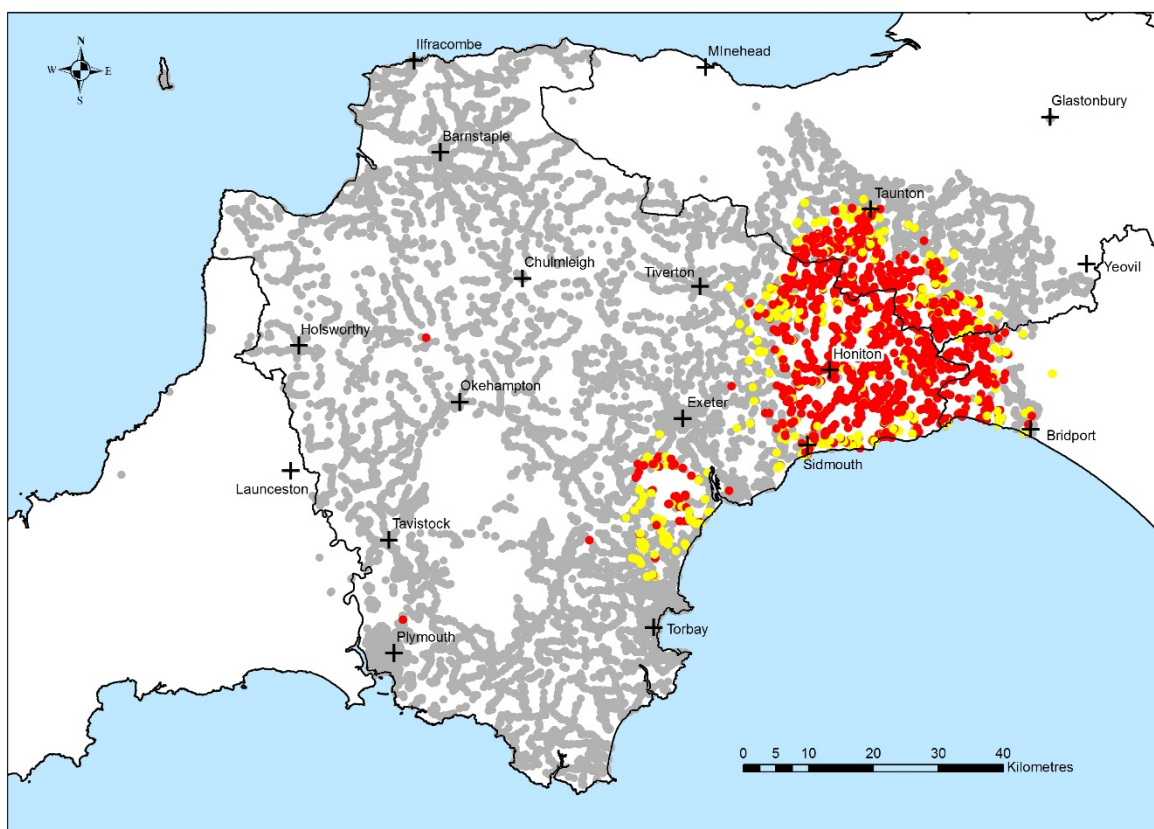 Ilfracombe
MInehead
N
W E
S
Glastonbury
Barnstaple
Taunton
Chulmleigh
Tiverton
Yeovil
Holsworthy
Honiton
Okehampton
Exeter
Bridport
Sidmouth
Launceston
Tavistock
Torbay
Plymouth
0 5 10 20 30 40
Kilometres